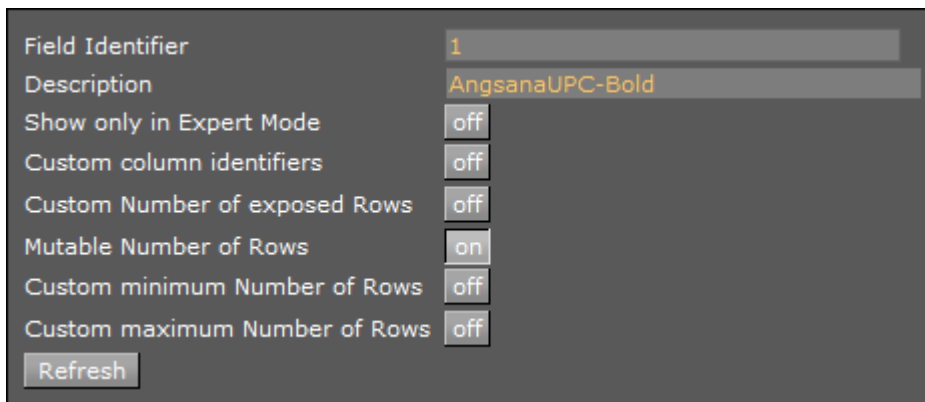 Field Identifier 1
Description AngsanaUPC-Bold
Show only in Expert Mode off
Custom column identifiers off
Custom Number of exposed Rows off
Mutable Number of Rows on
Custom minimum Number of Rows off
Custom maximum Number of Rows off
Refresh